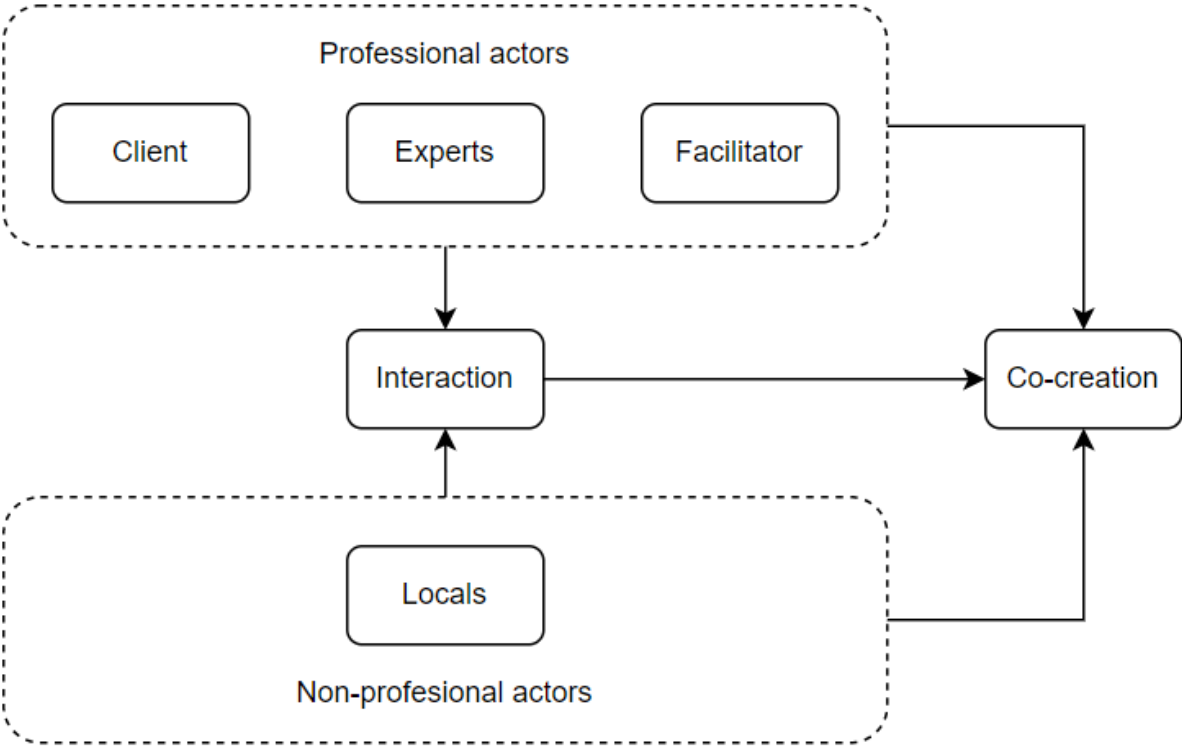 Professional actors
Client
Experts
Facilitator
Interaction
Co-creation
Locals
Non-profesional actors